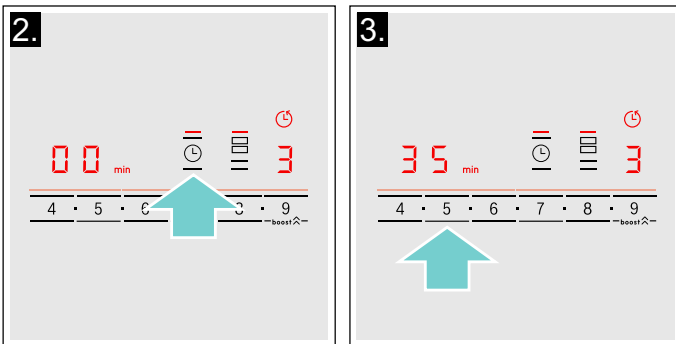 2.
00 min 3
4 · 5 · 6 8 · 9
boost
3.
35 min 3
4 · 5 · 6 · 7 · 8 · 9
boost